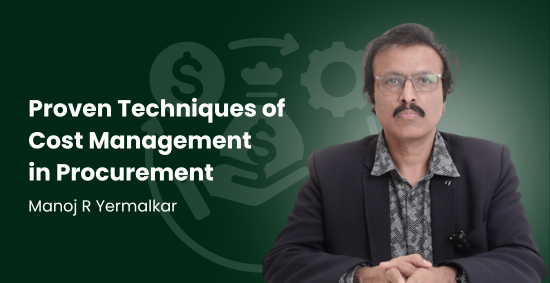 Proven Techniques of
Cost Management
in Procurement
Manoj R Yermalkar